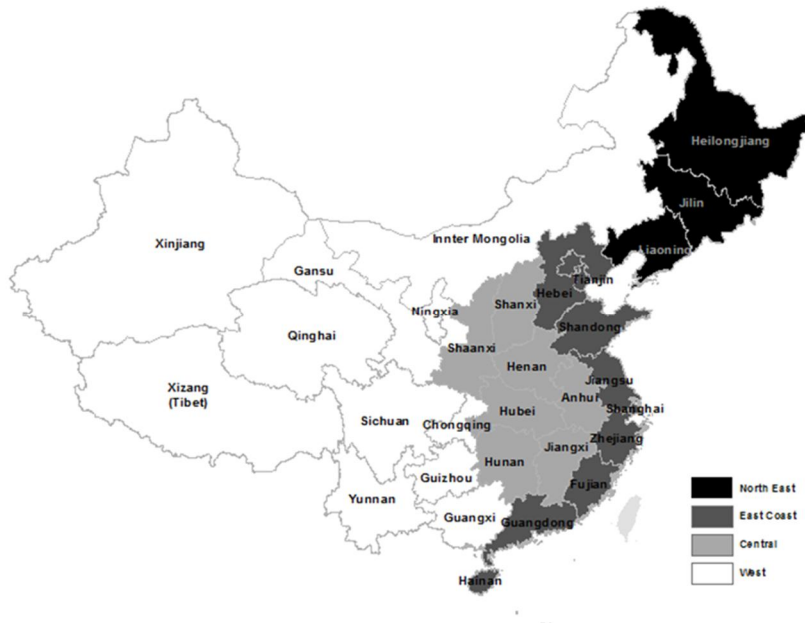 Heilongjiang
Jilin
Liaoning
Innter Mongolia
Xinjiang
Gansu
Tianjin
Hebei
Ningxia
Shanxi
Qinghai
Shandong
Shaanxi
Henan
Xizang
(Tibet)
Jiangsu
Anhui
Shanghai
Hubei
Sichuan
Chongqing
Zhejiang
Jiangxi
Hunan
Guizhou
Fujian
Yunnan
Guangxi
Guangdong
Hainan
North East
East Coast
Central
West